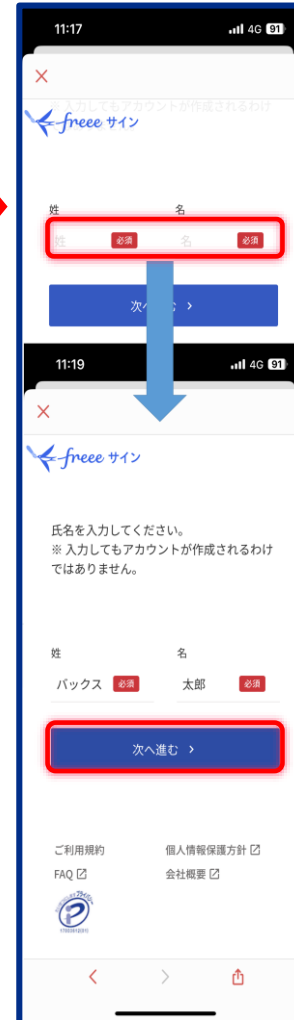 11:17
4G 91
※ 入力してもアカウントが作成されるわけ
freee サイン
姓 名
姓 必須 名 必須
次へ
11:19
4G 91
freee サイン
氏名を入力してください。
※ 入力してもアカウントが作成されるわけ
ではありません。
姓 名
バックス 必須 太郎 必須
次へ進む
ご利用規約 個人情報保護方針
FAQ 会社概要